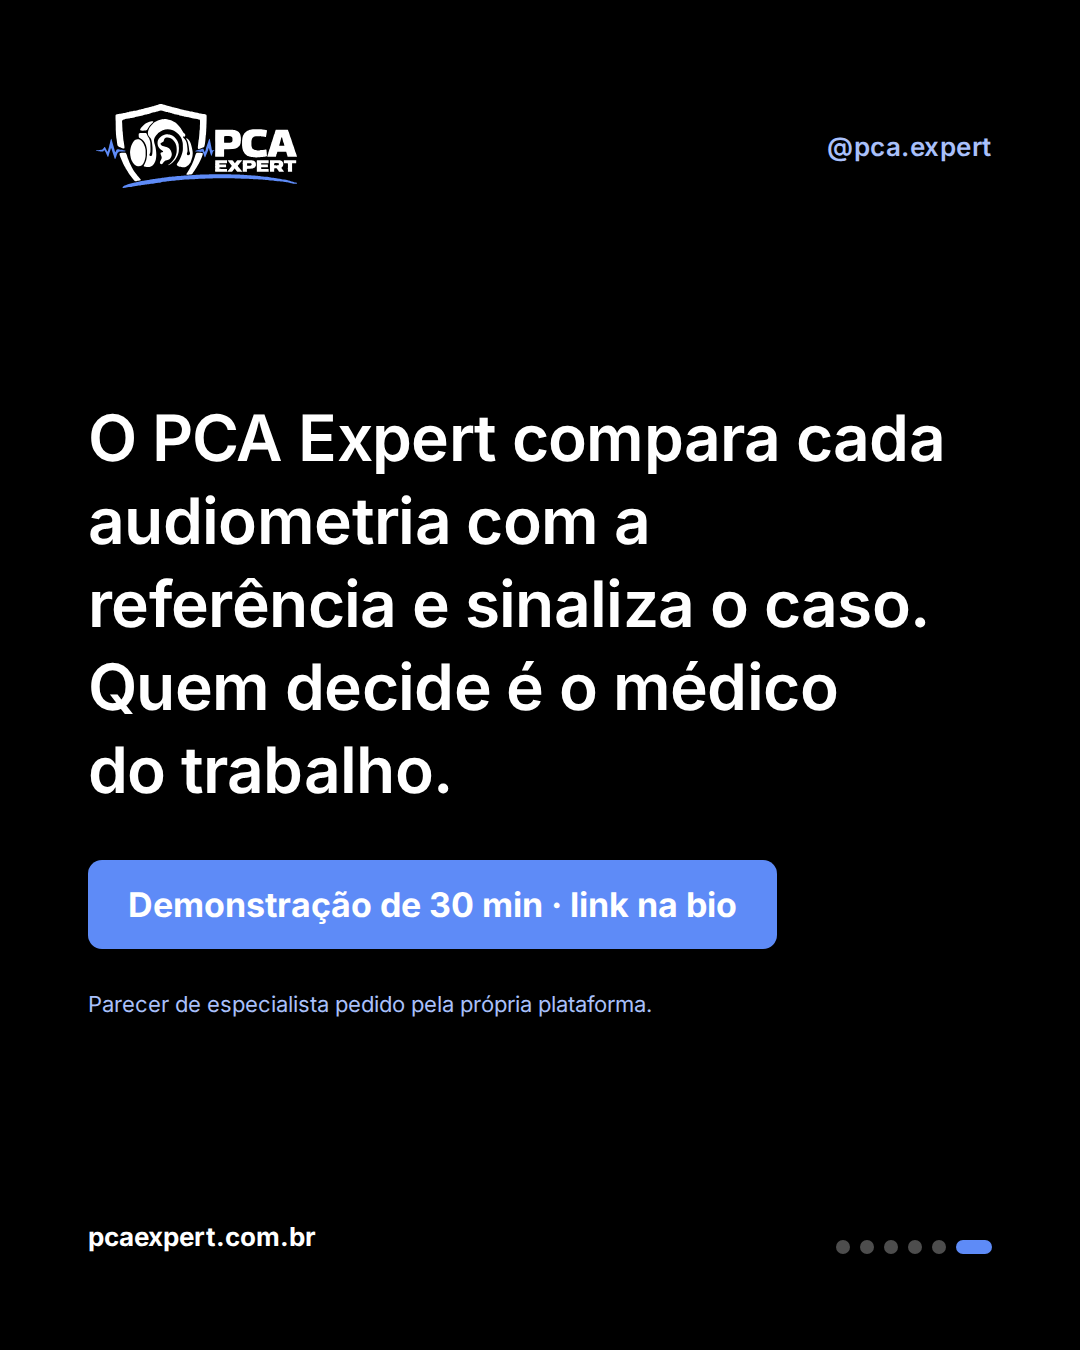 PCA
EXPERT
@pca.expert
O PCA Expert compara cada
audiometria com a
referência e sinaliza o caso.
Quem decide é o médico
do trabalho.
Demonstração de 30 min · link na bio
Parecer de especialista pedido pela própria plataforma.
pcaexpert.com.br